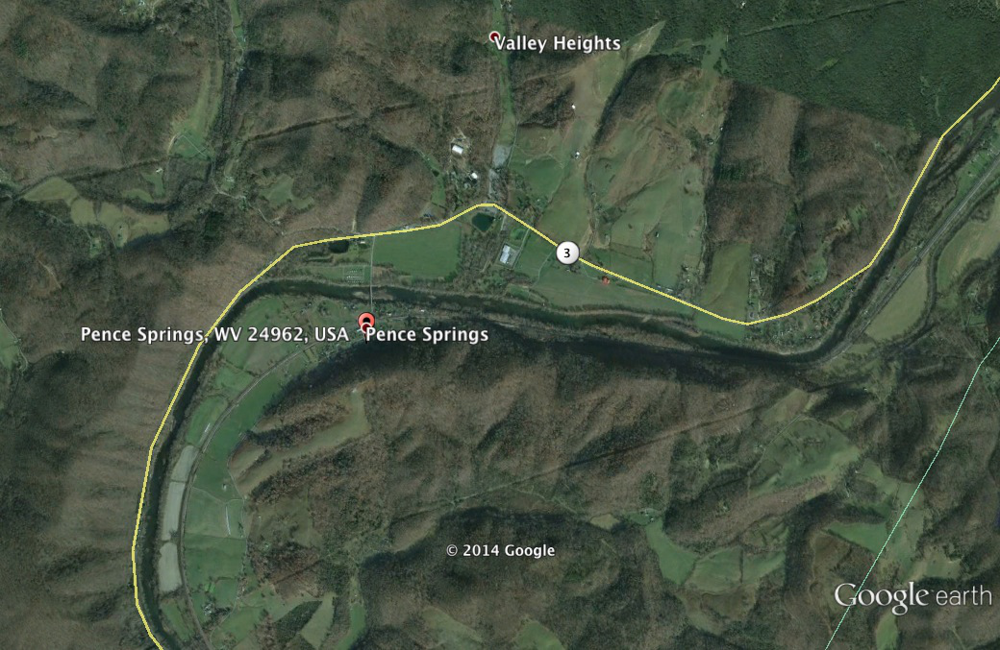 Valley Heights
3
Pence Springs, WV 24962, USA
Pence Springs
© 2014 Google
Google earth